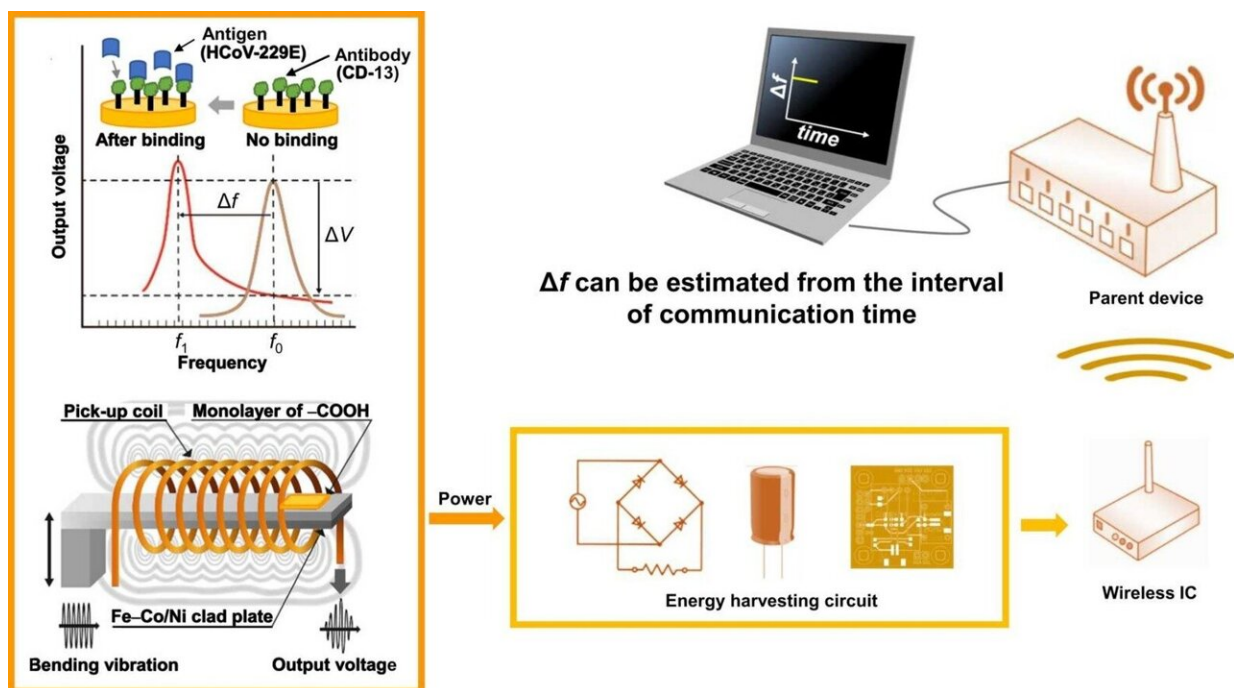 Antigen
(HCoV-229E)
Antibody
(CD-13)
After binding
No binding
Output voltage
Δf
ΔV
f1
f0
Frequency
Pick-up coil
Monolayer of –COOH
Fe–Co/Ni clad plate
Bending vibration
Output voltage
Power
Energy harvesting circuit
Wireless IC
Δf
time
Δf can be estimated from the interval
of communication time
Parent device